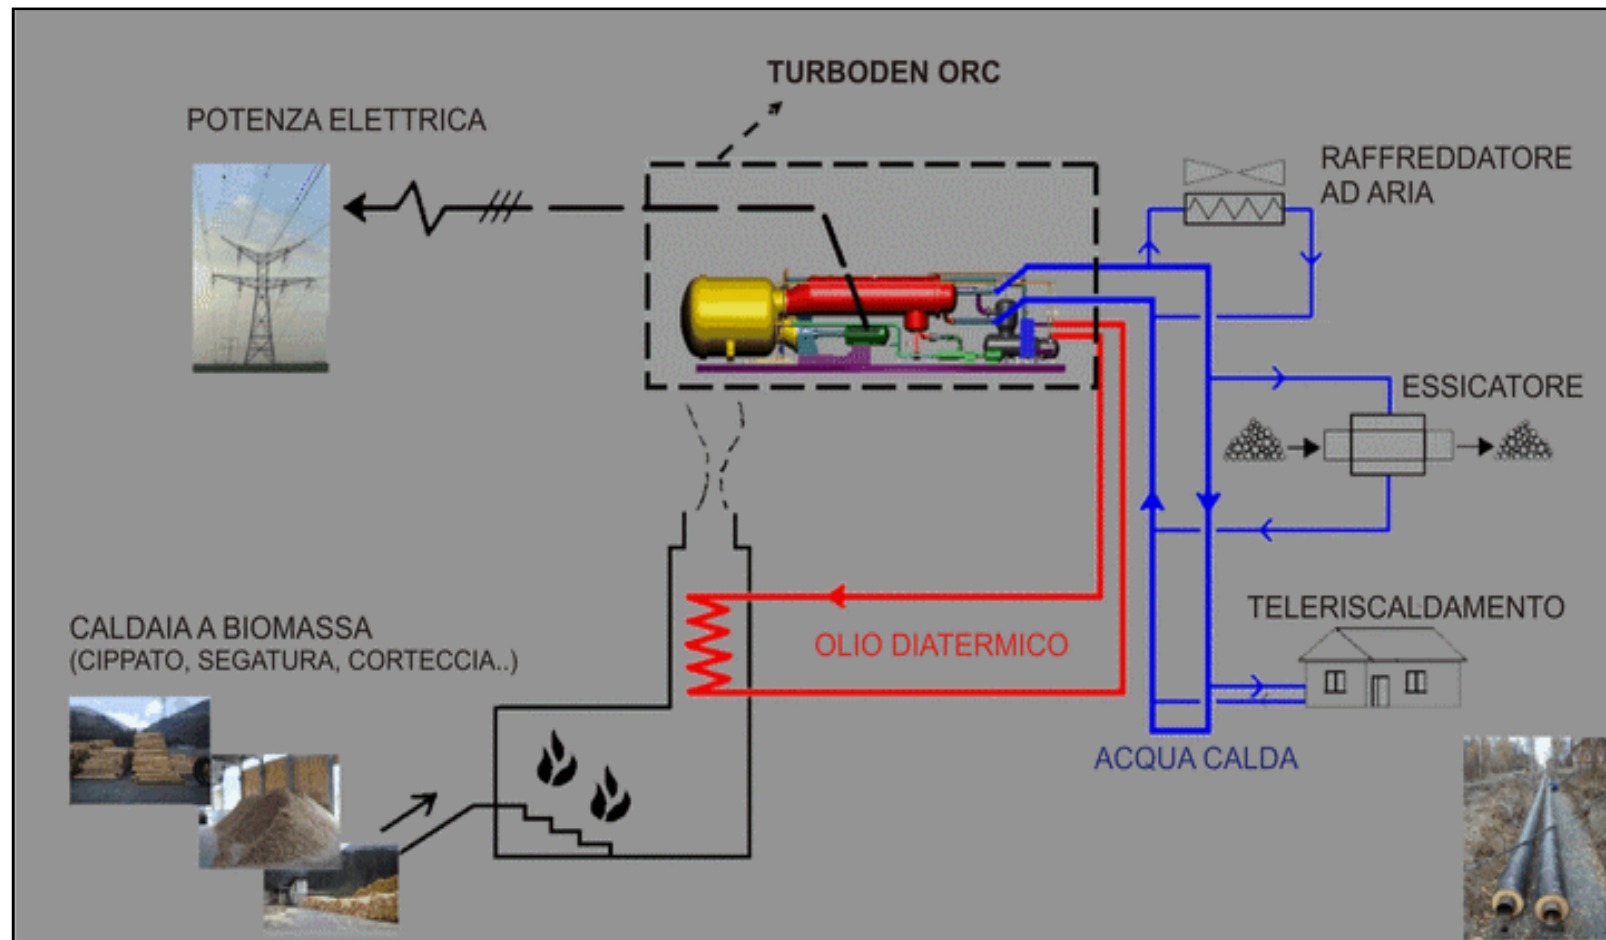 TURBODEN ORC
POTENZA ELETTRICA
RAFFREDDATORE
AD ARIA
ESSICATORE
TELERISCALDAMENTO
CALDAIA A BIOMASSA
(CIPPATO, SEGATURA, CORTECCIA..)
OLIO DIATERMICO
ACQUA CALDA